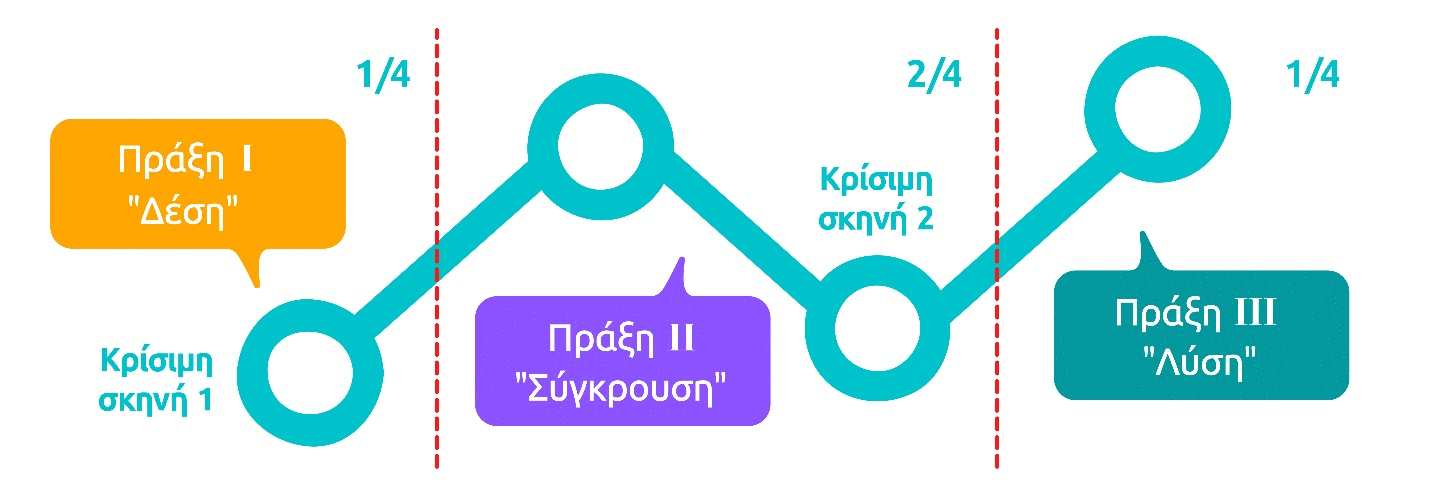 1/4
Πράξη I
"Δέση"
Κρίσιμη
σκηνή 1
2/4
Κρίσιμη
σκηνή 2
Πράξη II
"Σύγκρουση"
1/4
Πράξη III
"Λύση"